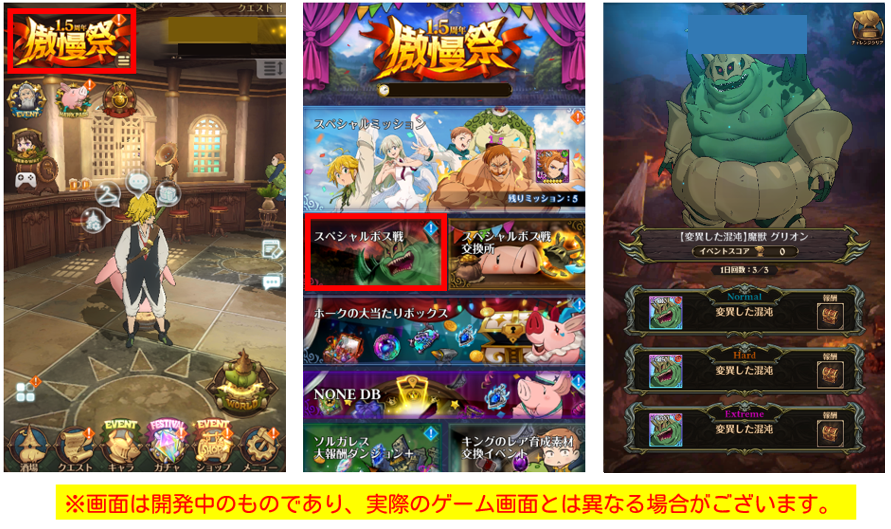 クエスト
1.5周年
傲慢祭
EVENT
WORLD
EVENT
FESTIVAL
EVENT
酒場
クエスト
キャラ
ガチャ
ショップ
メニュー
1.5周年
傲慢祭
スペシャルミッション
残りミッション：5
スペシャルボス戦
スペシャルボス戦
交換所
ホークの大当たりボックス
NONE DB
ソルガレス
大報酬ダンジョン+
キングのレア育成素材
交換イベント
チャレンジクリア
【変異した混沌】魔獣 グリオン
イベントスコア 0
1日回数：3/3
Normal
変異した混沌
報酬
Hard
変異した混沌
報酬
Extreme
変異した混沌
報酬
※画面は開発中のものであり、実際のゲーム画面とは異なる場合がございます。